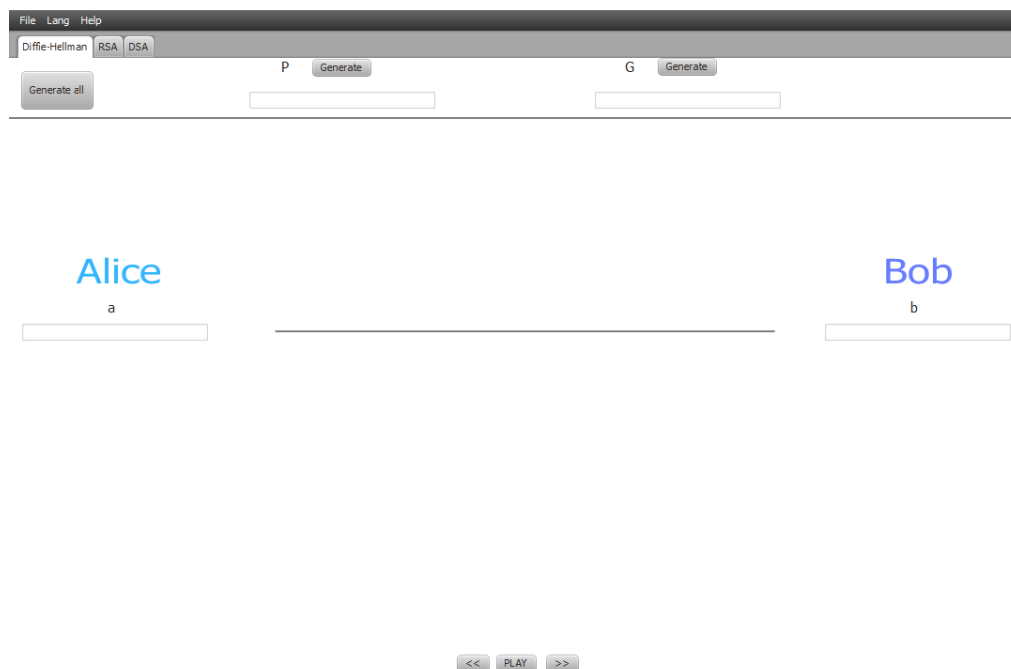 File Lang Help
Diffie-Hellman RSA DSA
P Generate G Generate
Generate all
Alice Bob
a b
<< PLAY >>